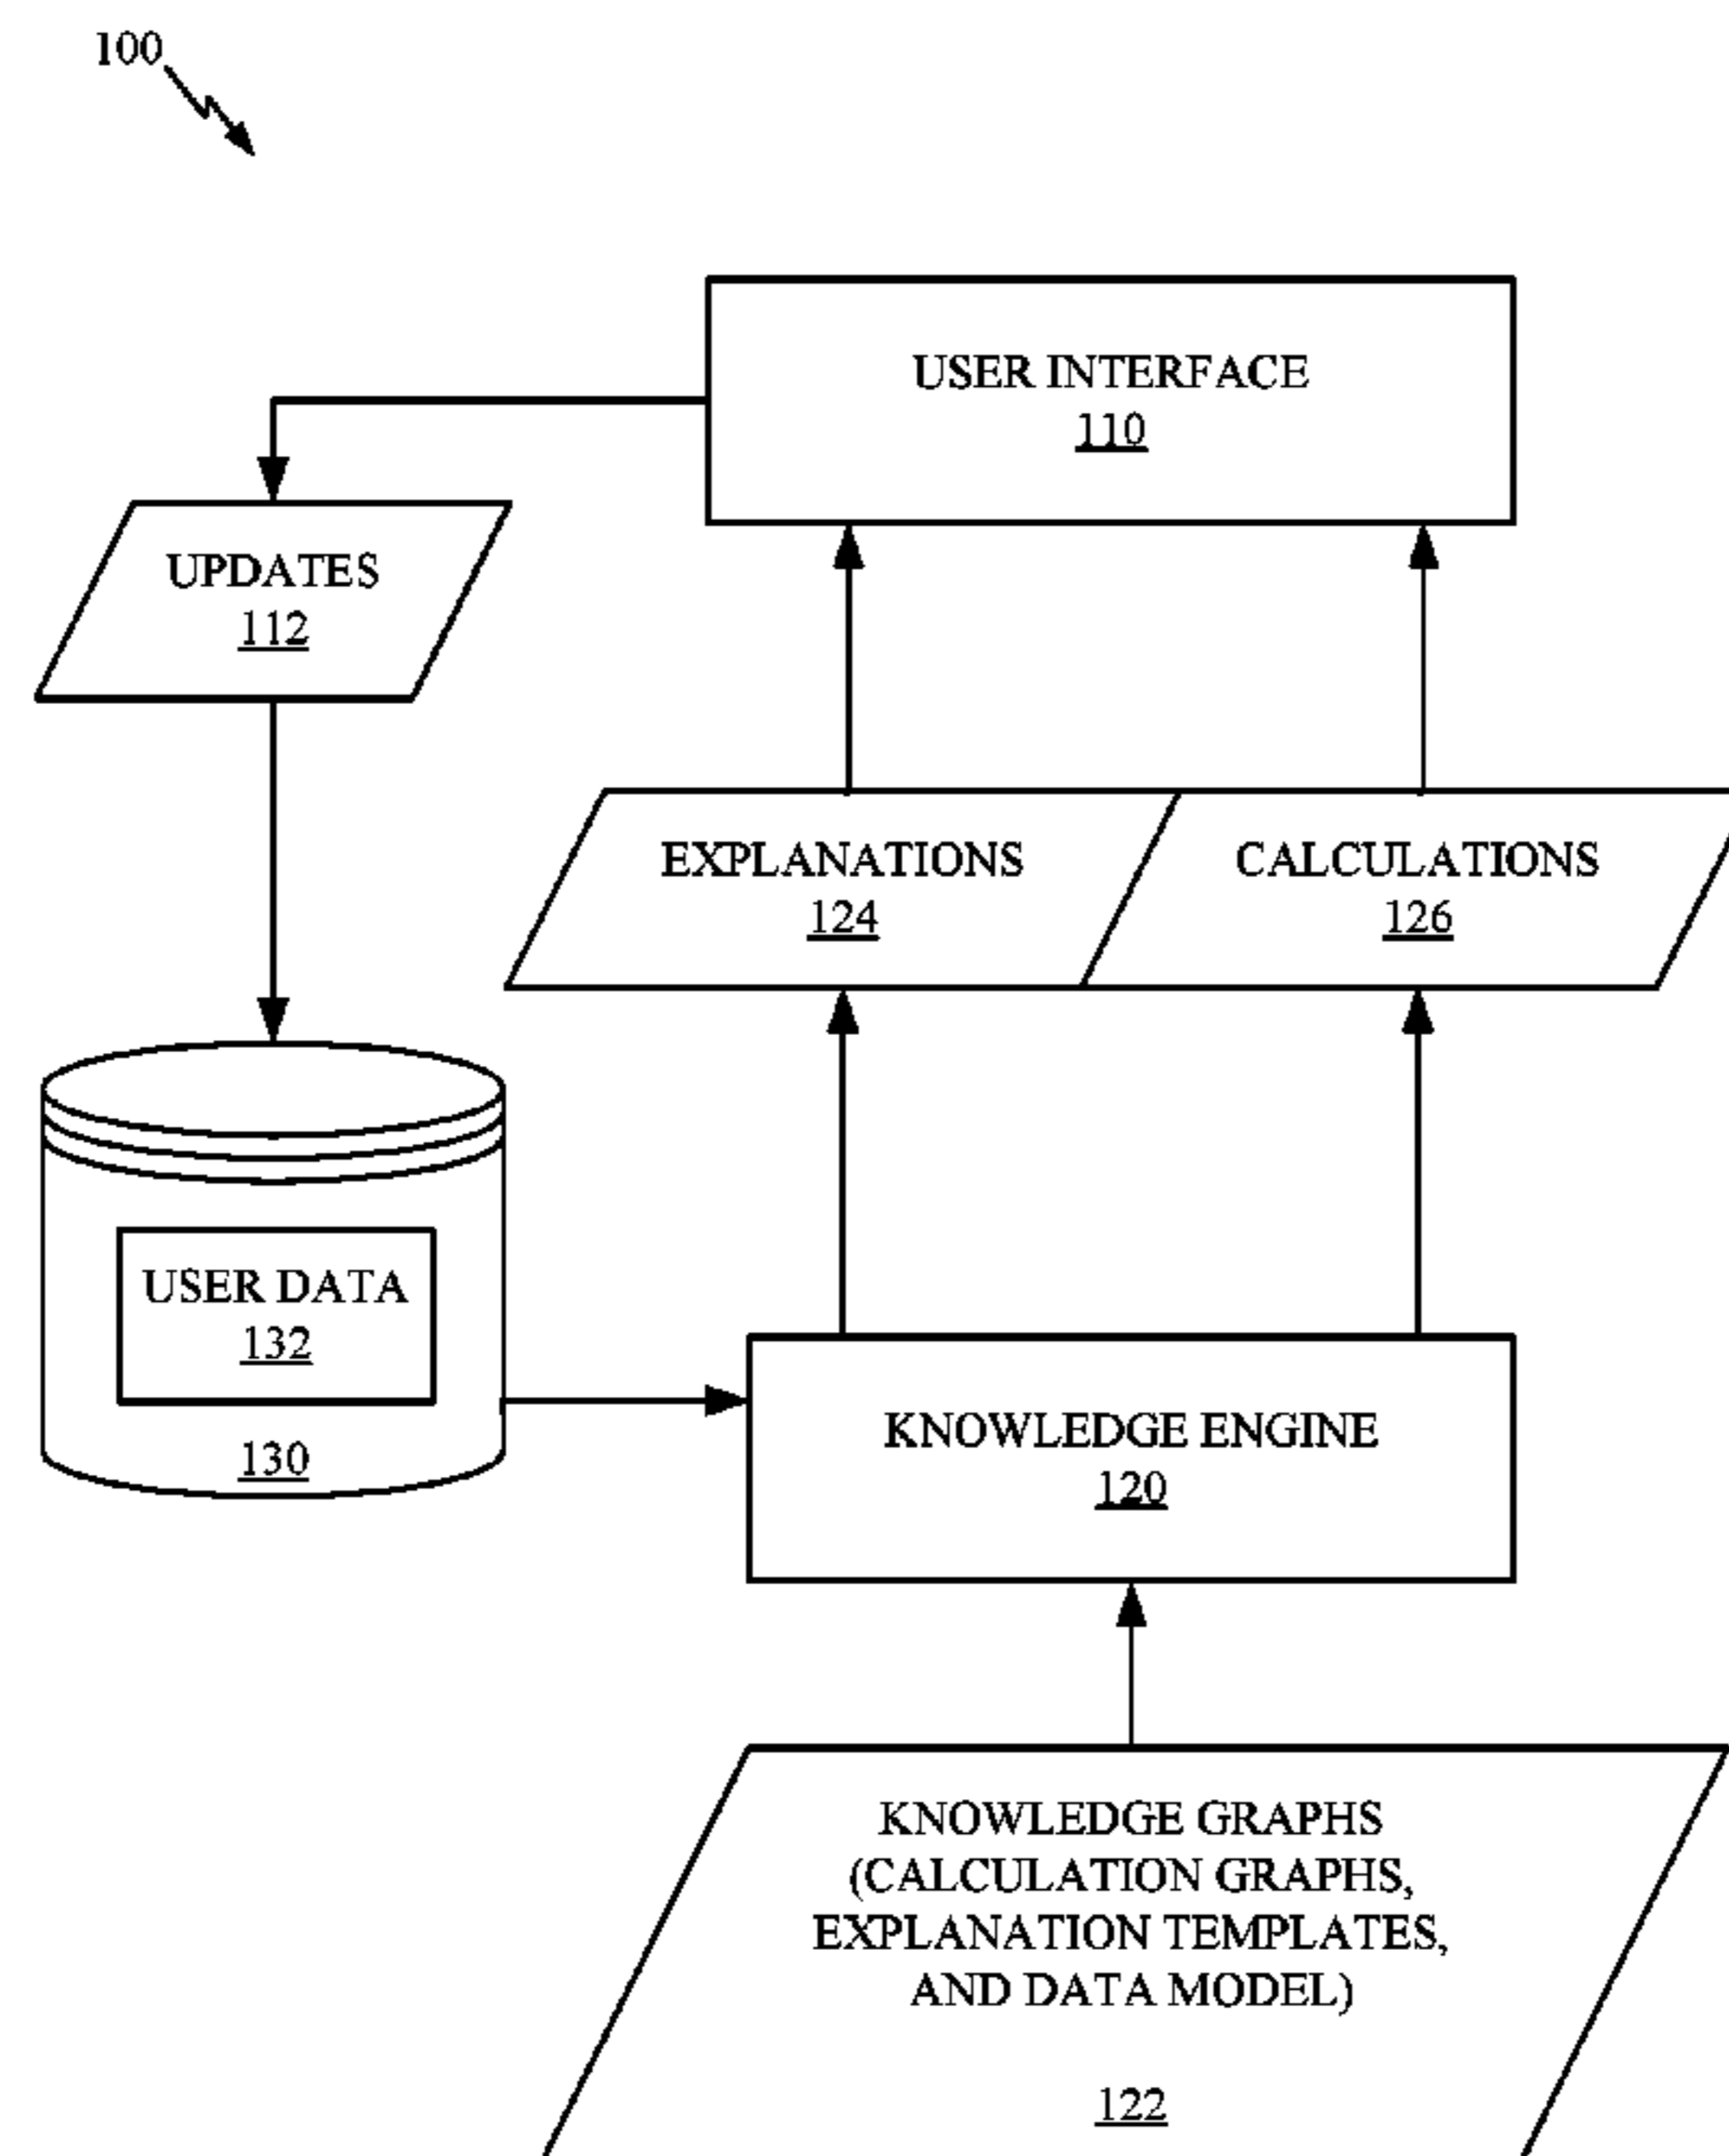 100
USER INTERFACE
110
UPDATES
112
EXPLANATIONS
124
CALCULATIONS
126
USER DATA
132
130
KNOWLEDGE ENGINE
120
KNOWLEDGE GRAPHS
(CALCULATION GRAPHS,
EXPLANATION TEMPLATES,
AND DATA MODEL)
122